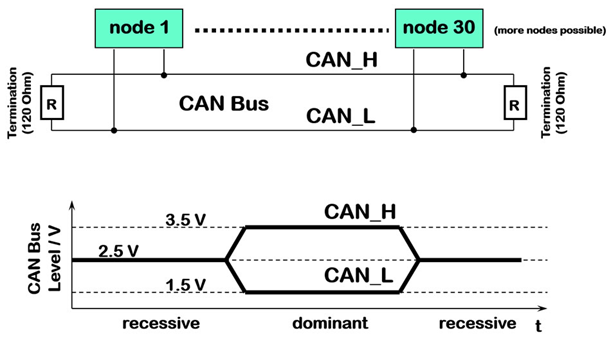 node 1
node 30
(more nodes possible)
CAN_H
Termination
(120 Ohm)
R
CAN Bus
R
Termination
(120 Ohm)
CAN_L
CAN Bus
Level / V
3.5 V
CAN_H
2.5 V
1.5 V
CAN_L
recessive
dominant
recessive
t